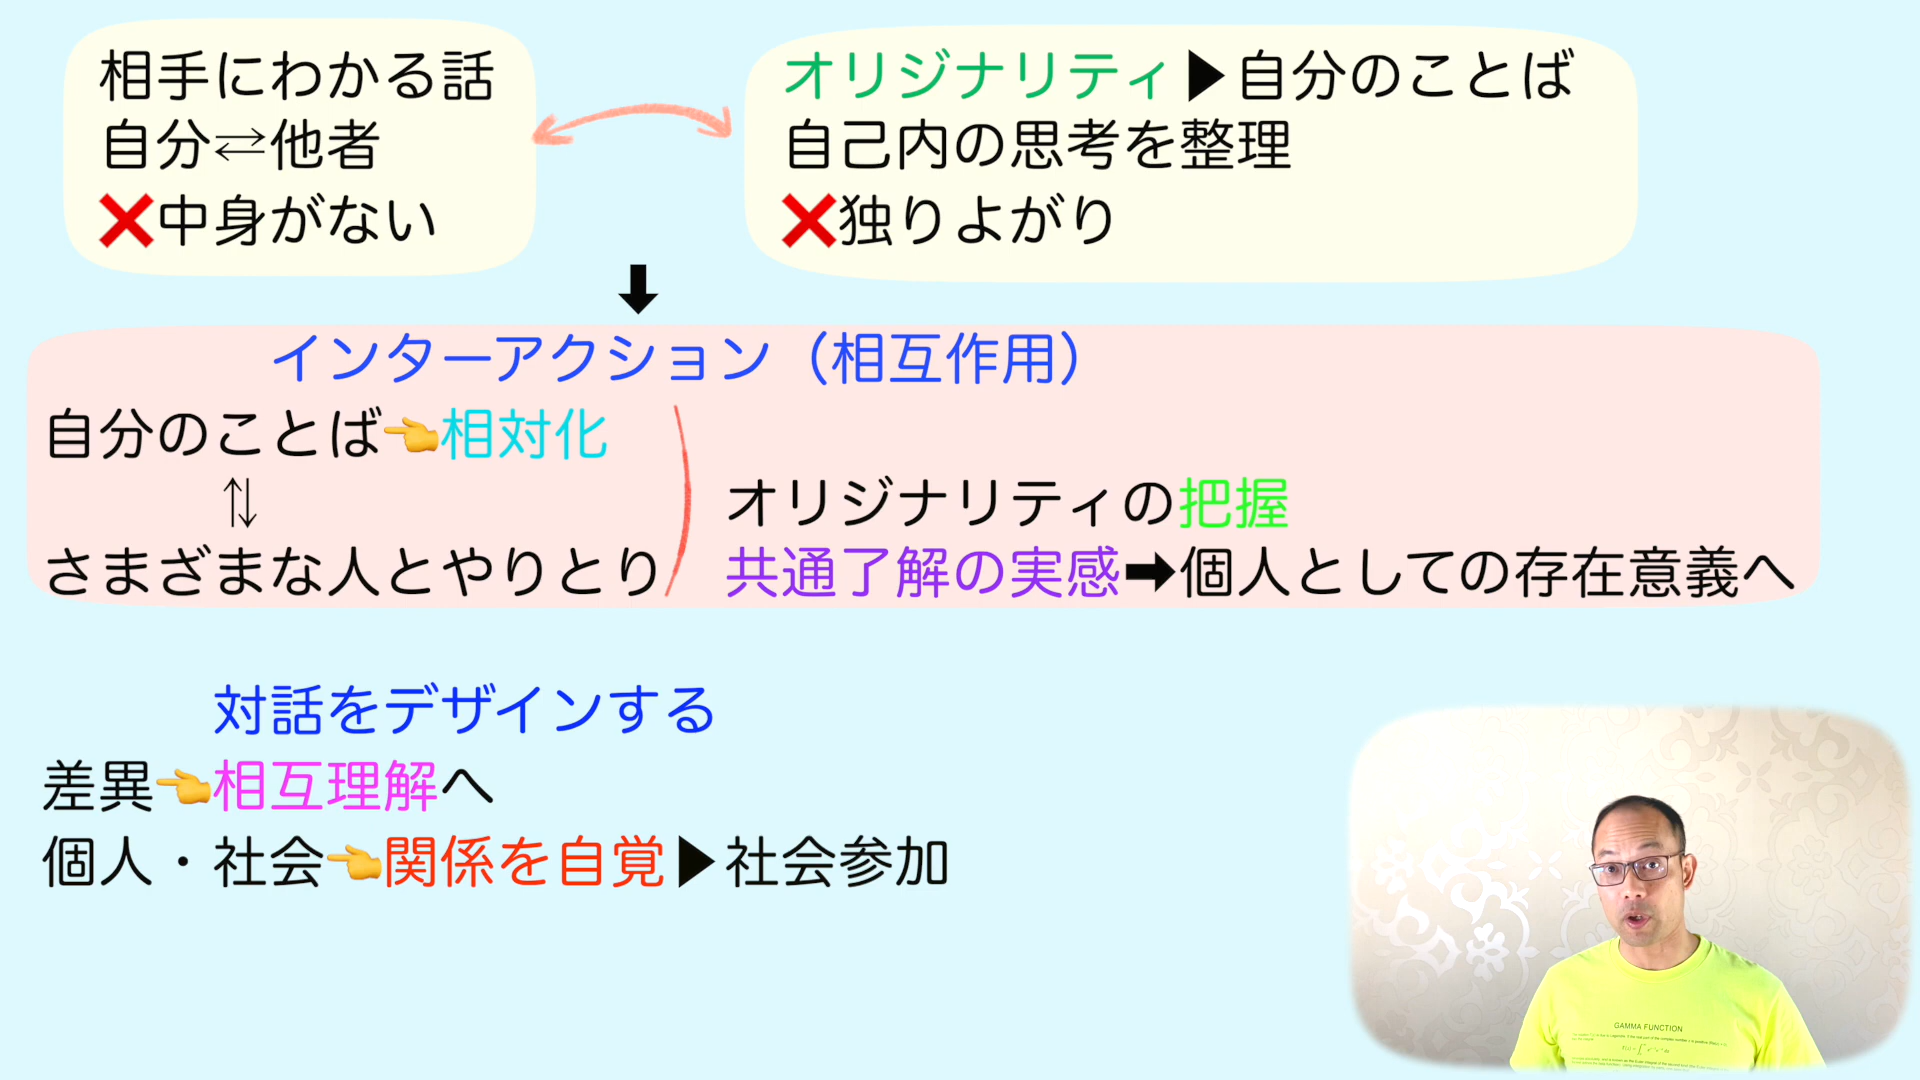 相手にわかる話
自分⇄他者
❌中身がない
オリジナリティ▶自分のことば
自己内の思考を整理
❌独りよがり
⬇
インターアクション（相互作用）
自分のことば👈相対化
⇅
さまざまな人とやりとり
オリジナリティの把握
共通了解の実感➡個人としての存在意義へ
対話をデザインする
差異👈相互理解へ
個人・社会👈関係を自覚▶社会参加
GAMMA FUNCTION